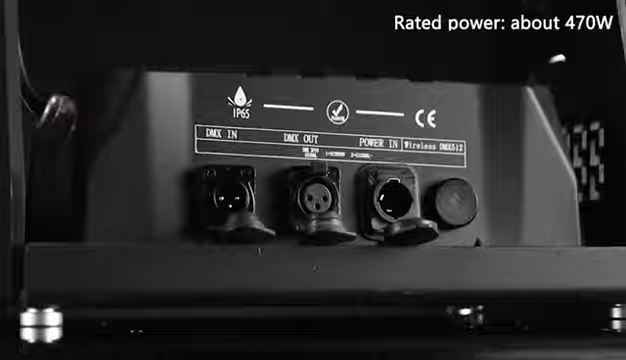 Rated power: about 470W
IP65
CE
DMX IN
DMX OUT
POWER IN
Wireless DMX512